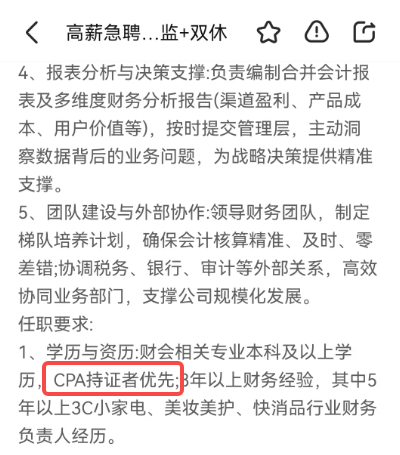 高薪急聘...监+双休
4、报表分析与决策支撑:负责编制合并会计报
表及多维度财务分析报告(渠道盈利、产品成
本、用户价值等)，按时提交管理层，主动洞
察数据背后的业务问题，为战略决策提供精准
支撑。
5、团队建设与外部协作:领导财务团队，制定
梯队培养计划，确保会计核算精准、及时、零
差错;协调税务、银行、审计等外部关系，高效
协同业务部门，支撑公司规模化发展。
任职要求:
1、学历与资历:财会相关专业本科及以上学
历，CPA持证者优先;8年以上财务经验，其中5
年以上3C小家电、美妆美护、快消品行业财务
负责人经历。